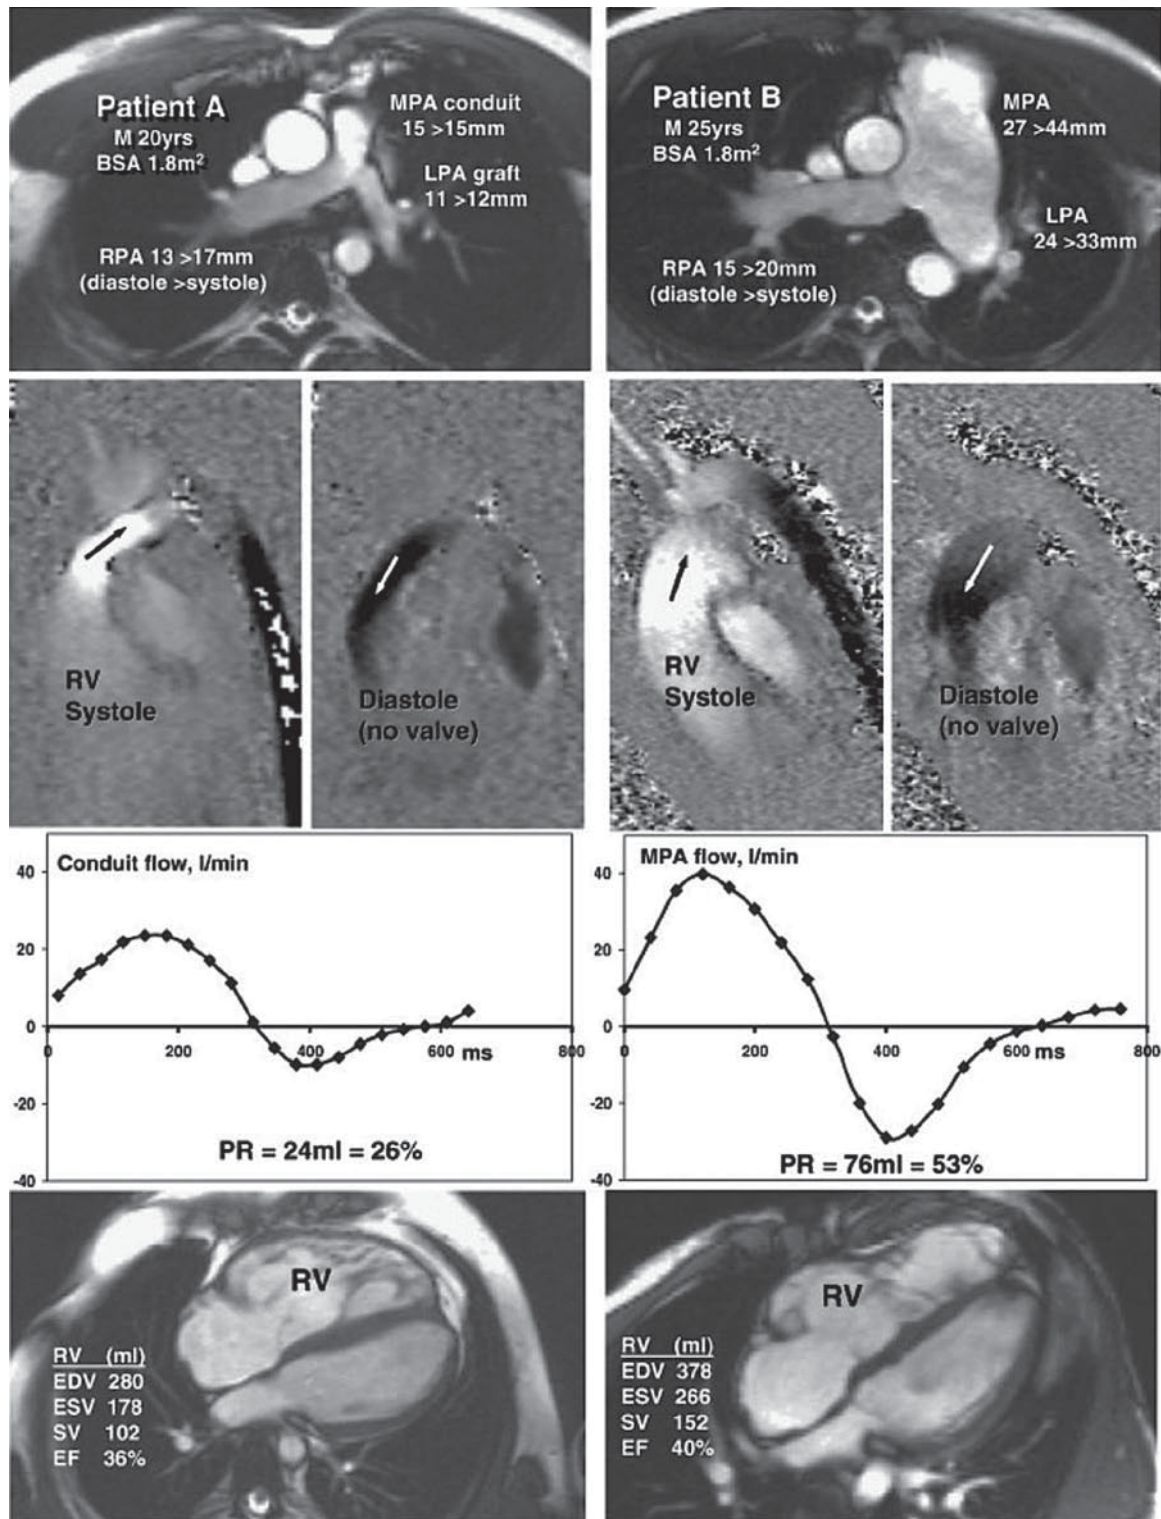 Patient A
M 20yrs
BSA 1.8m²
MPA conduit
15 >15mm
LPA graft
11 >12mm
RPA 13 >17mm
(diastole >systole)
Patient B
M 25yrs
BSA 1.8m²
MPA
27 >44mm
LPA
24 >33mm
RPA 15 >20mm
(diastole >systole)
RV
Systole
Diastole
(no valve)
RV
Systole
Diastole
(no valve)
Conduit flow, l/min
40
20
0
-20
-40
0 200 400 600 ms 800
PR = 24ml = 26%
MPA flow, l/min
40
20
0
-20
-40
0 200 400 600 ms 800
PR = 76ml = 53%
RV
RV (ml)
EDV 280
ESV 178
SV 102
EF 36%
RV
RV (ml)
EDV 378
ESV 266
SV 152
EF 40%